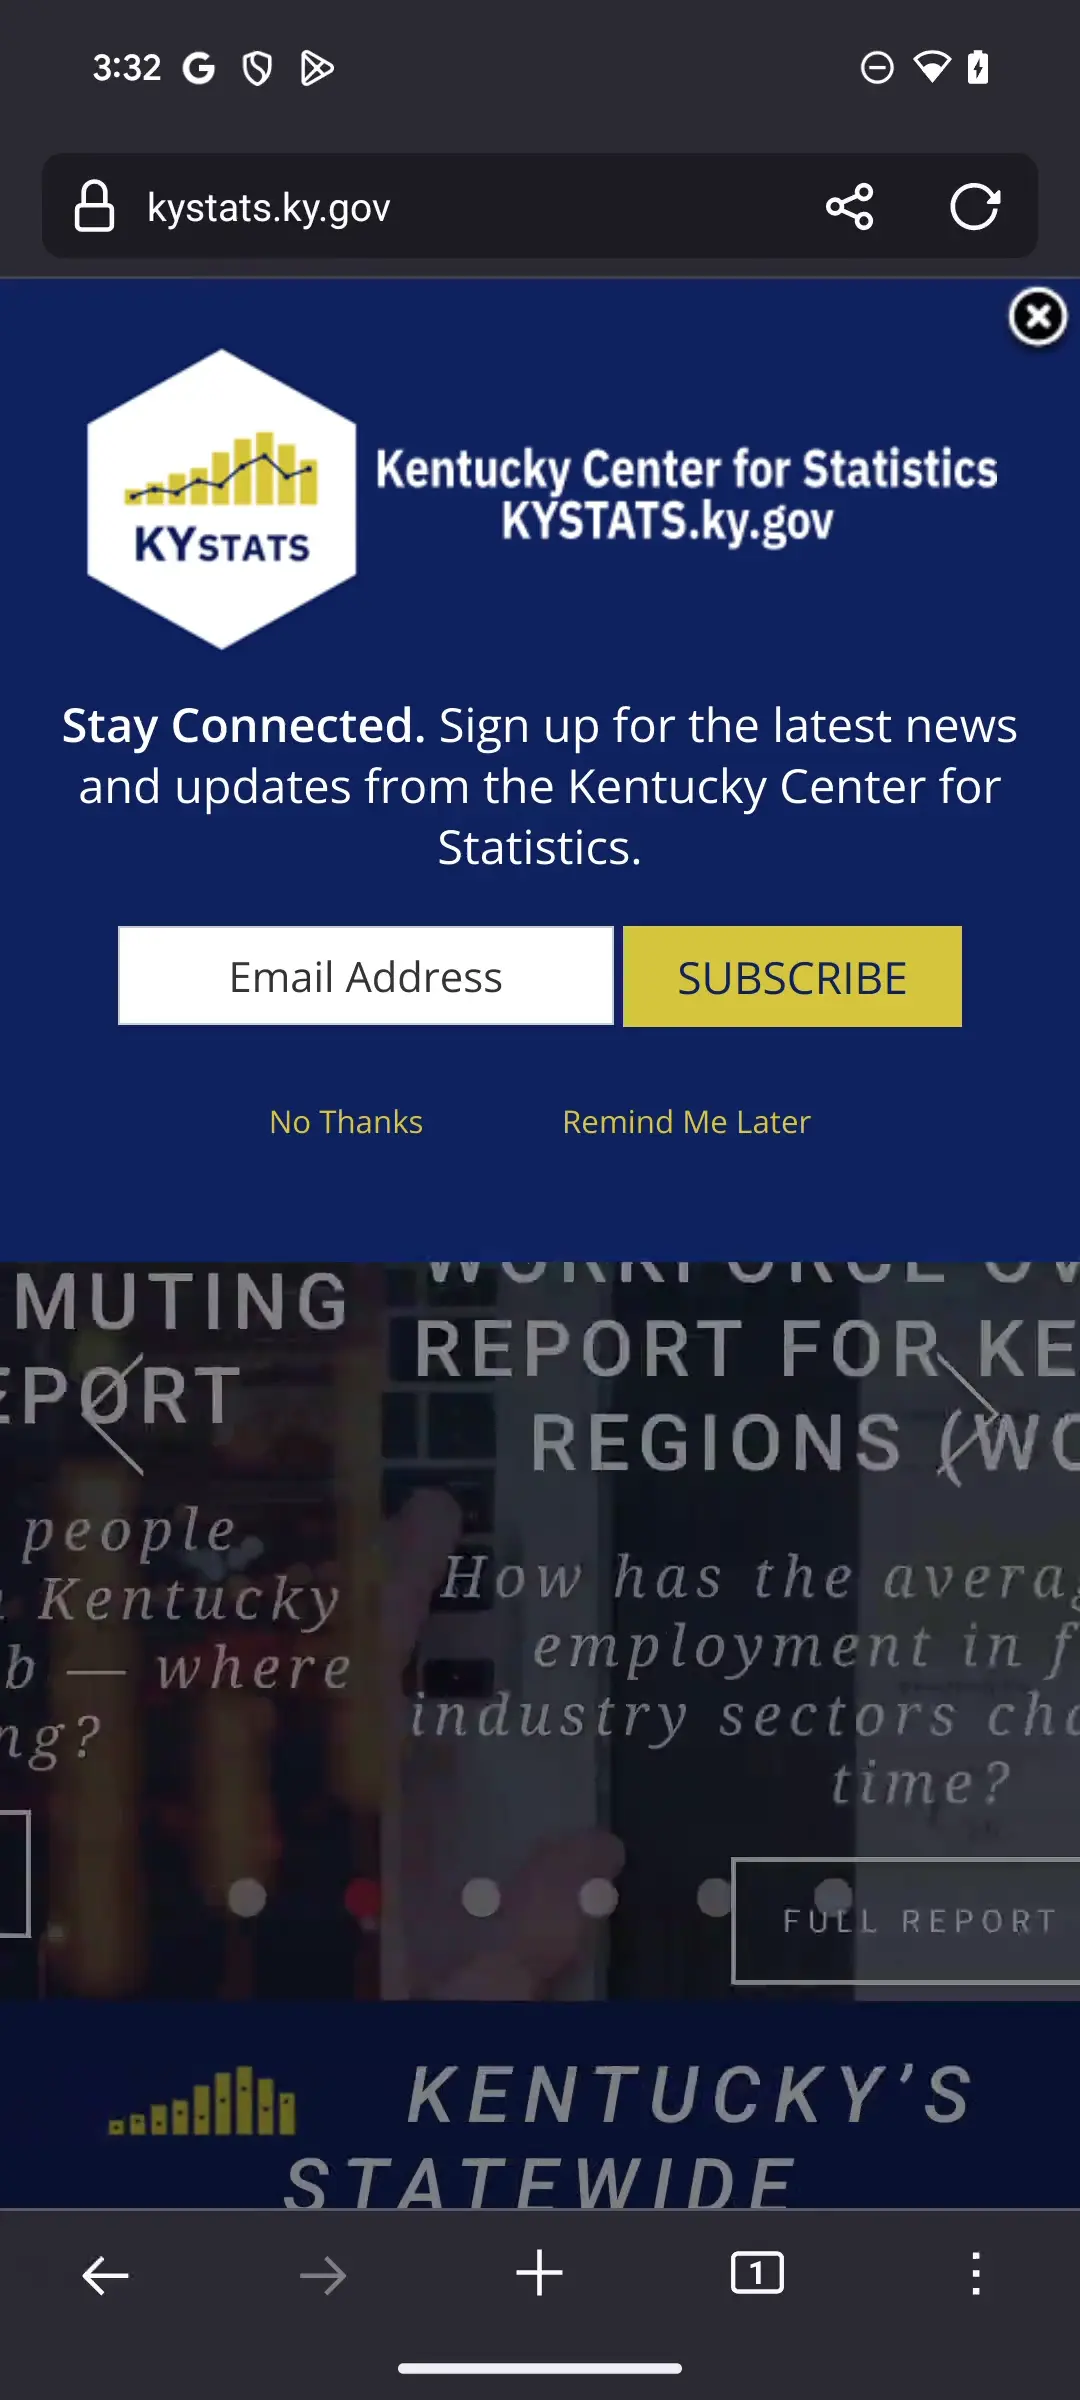 3:32
kystats.ky.gov
KYSTATS
Kentucky Center for Statistics
KYSTATS.ky.gov
Stay Connected. Sign up for the latest news
and updates from the Kentucky Center for
Statistics.
Email Address
SUBSCRIBE
No Thanks
Remind Me Later
MUTING
EPORT
people
Kentucky
b — where
ng?
WORKFORCE OV
REPORT FOR KE
REGIONS (WO
How has the averag
employment in f
industry sectors cha
time?
FULL REPORT
KENTUCKY’S
STATEWIDE
1